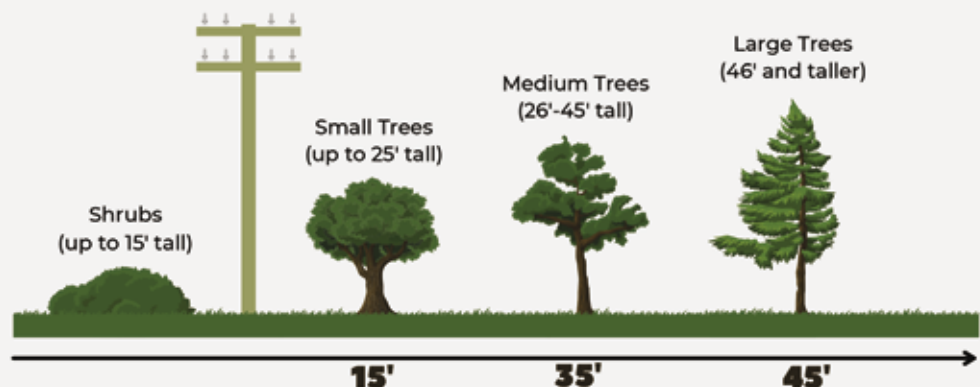 Large Trees
(46' and taller)
Medium Trees
(26'-45' tall)
Small Trees
(up to 25' tall)
Shrubs
(up to 15' tall)
15'
35'
45'